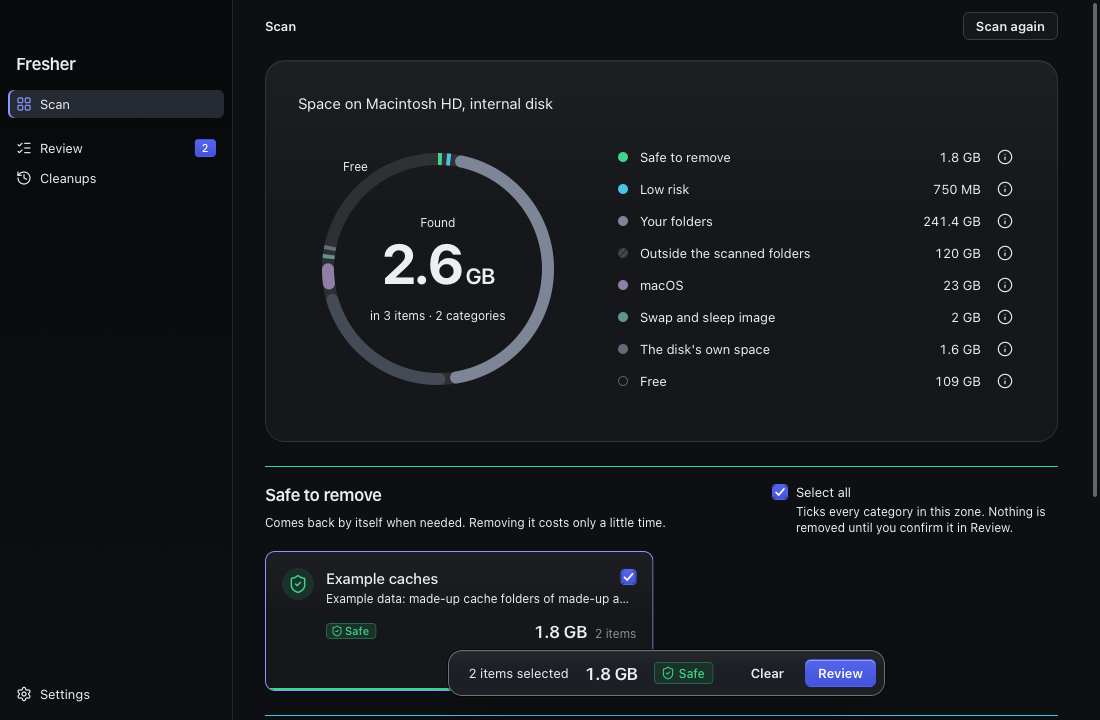 Fresher
Scan
Review
2
Cleanups
Settings
Scan
Scan again
Space on Macintosh HD, internal disk
Free
Found
2.6 GB
in 3 items · 2 categories
Safe to remove 1.8 GB
Low risk 750 MB
Your folders 241.4 GB
Outside the scanned folders 120 GB
macOS 23 GB
Swap and sleep image 2 GB
The disk's own space 1.6 GB
Free 109 GB
Safe to remove
Comes back by itself when needed. Removing it costs only a little time.
Select all
Ticks every category in this zone. Nothing is
removed until you confirm it in Review.
Example caches
Example data: made-up cache folders of made-up a...
Safe
1.8 GB 2 items
2 items selected 1.8 GB Safe Clear Review